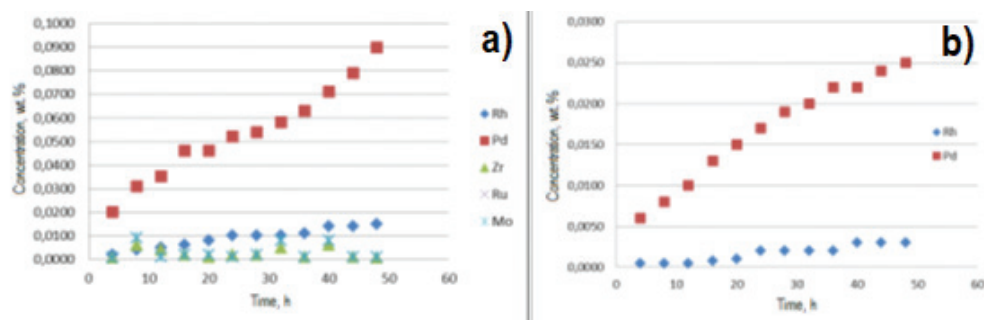 a)
Concentration, wt.%
0,1000
0,0900
0,0800
0,0700
0,0600
0,0500
0,0400
0,0300
0,0200
0,0100
0,0000
0 10 20 30 40 50 60
Time, h
Rh
Pd
Zr
Ru
Mo
b)
Concentration, wt.%
0,0300
0,0250
0,0200
0,0150
0,0100
0,0050
0,0000
0 10 20 30 40 50 60
Time, h
Rh
Pd